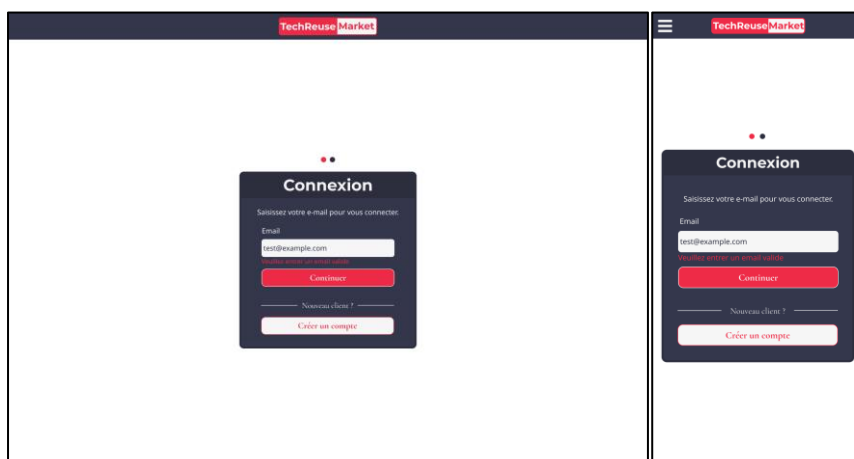 TechReuse Market
Connexion
Saisissez votre e-mail pour vous connecter.
Email
test@example.com
Veuillez entrer un email valide
Continuer
Nouveau client ?
Créer un compte
TechReuse Market
Connexion
Saisissez votre e-mail pour vous connecter.
Email
test@example.com
Veuillez entrer un email valide
Continuer
Nouveau client ?
Créer un compte